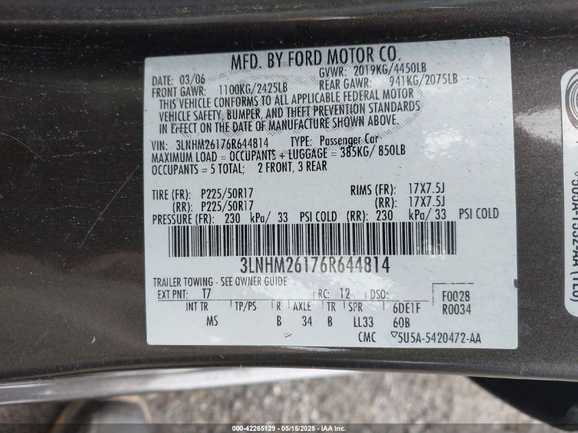 MFD. BY FORD MOTOR CO.
DATE: 03/06 GVWR: 2019KG/4450LB
FRONT GAWR: 1100KG/2425LB REAR GAWR: 941KG/2075LB
THIS VEHICLE CONFORMS TO ALL APPLICABLE FEDERAL MOTOR
VEHICLE SAFETY, BUMPER, AND THEFT PREVENTION STANDARDS
IN EFFECT ON THE DATE OF MANUFACTURE SHOWN ABOVE.
VIN: 3LNHM26176R644814 TYPE: Passenger Car
MAXIMUM LOAD = OCCUPANTS + LUGGAGE = 385KG/ 850LB
OCCUPANTS = 5 TOTAL: 2 FRONT, 3 REAR
TIRE (FR): P225/50R17 RIMS (FR): 17X7.5J
(RR): P225/50R17 (RR): 17X7.5J
PRESSURE (FR): 230 kPa/ 33 PSI COLD (RR): 230 kPa/ 33 PSI COLD
3LNHM26176R644814
TRAILER TOWING - SEE OWNER GUIDE
EXT PNT: T7 RC: 12 DSO: F0028
INT TR TP/PS R AXLE TR SPR 6DE1F R0034
MS B 34 B LL33 60B
CMC 5U5A-5420472-AA
000-42265129 - 05/15/2025 - IAA Inc.